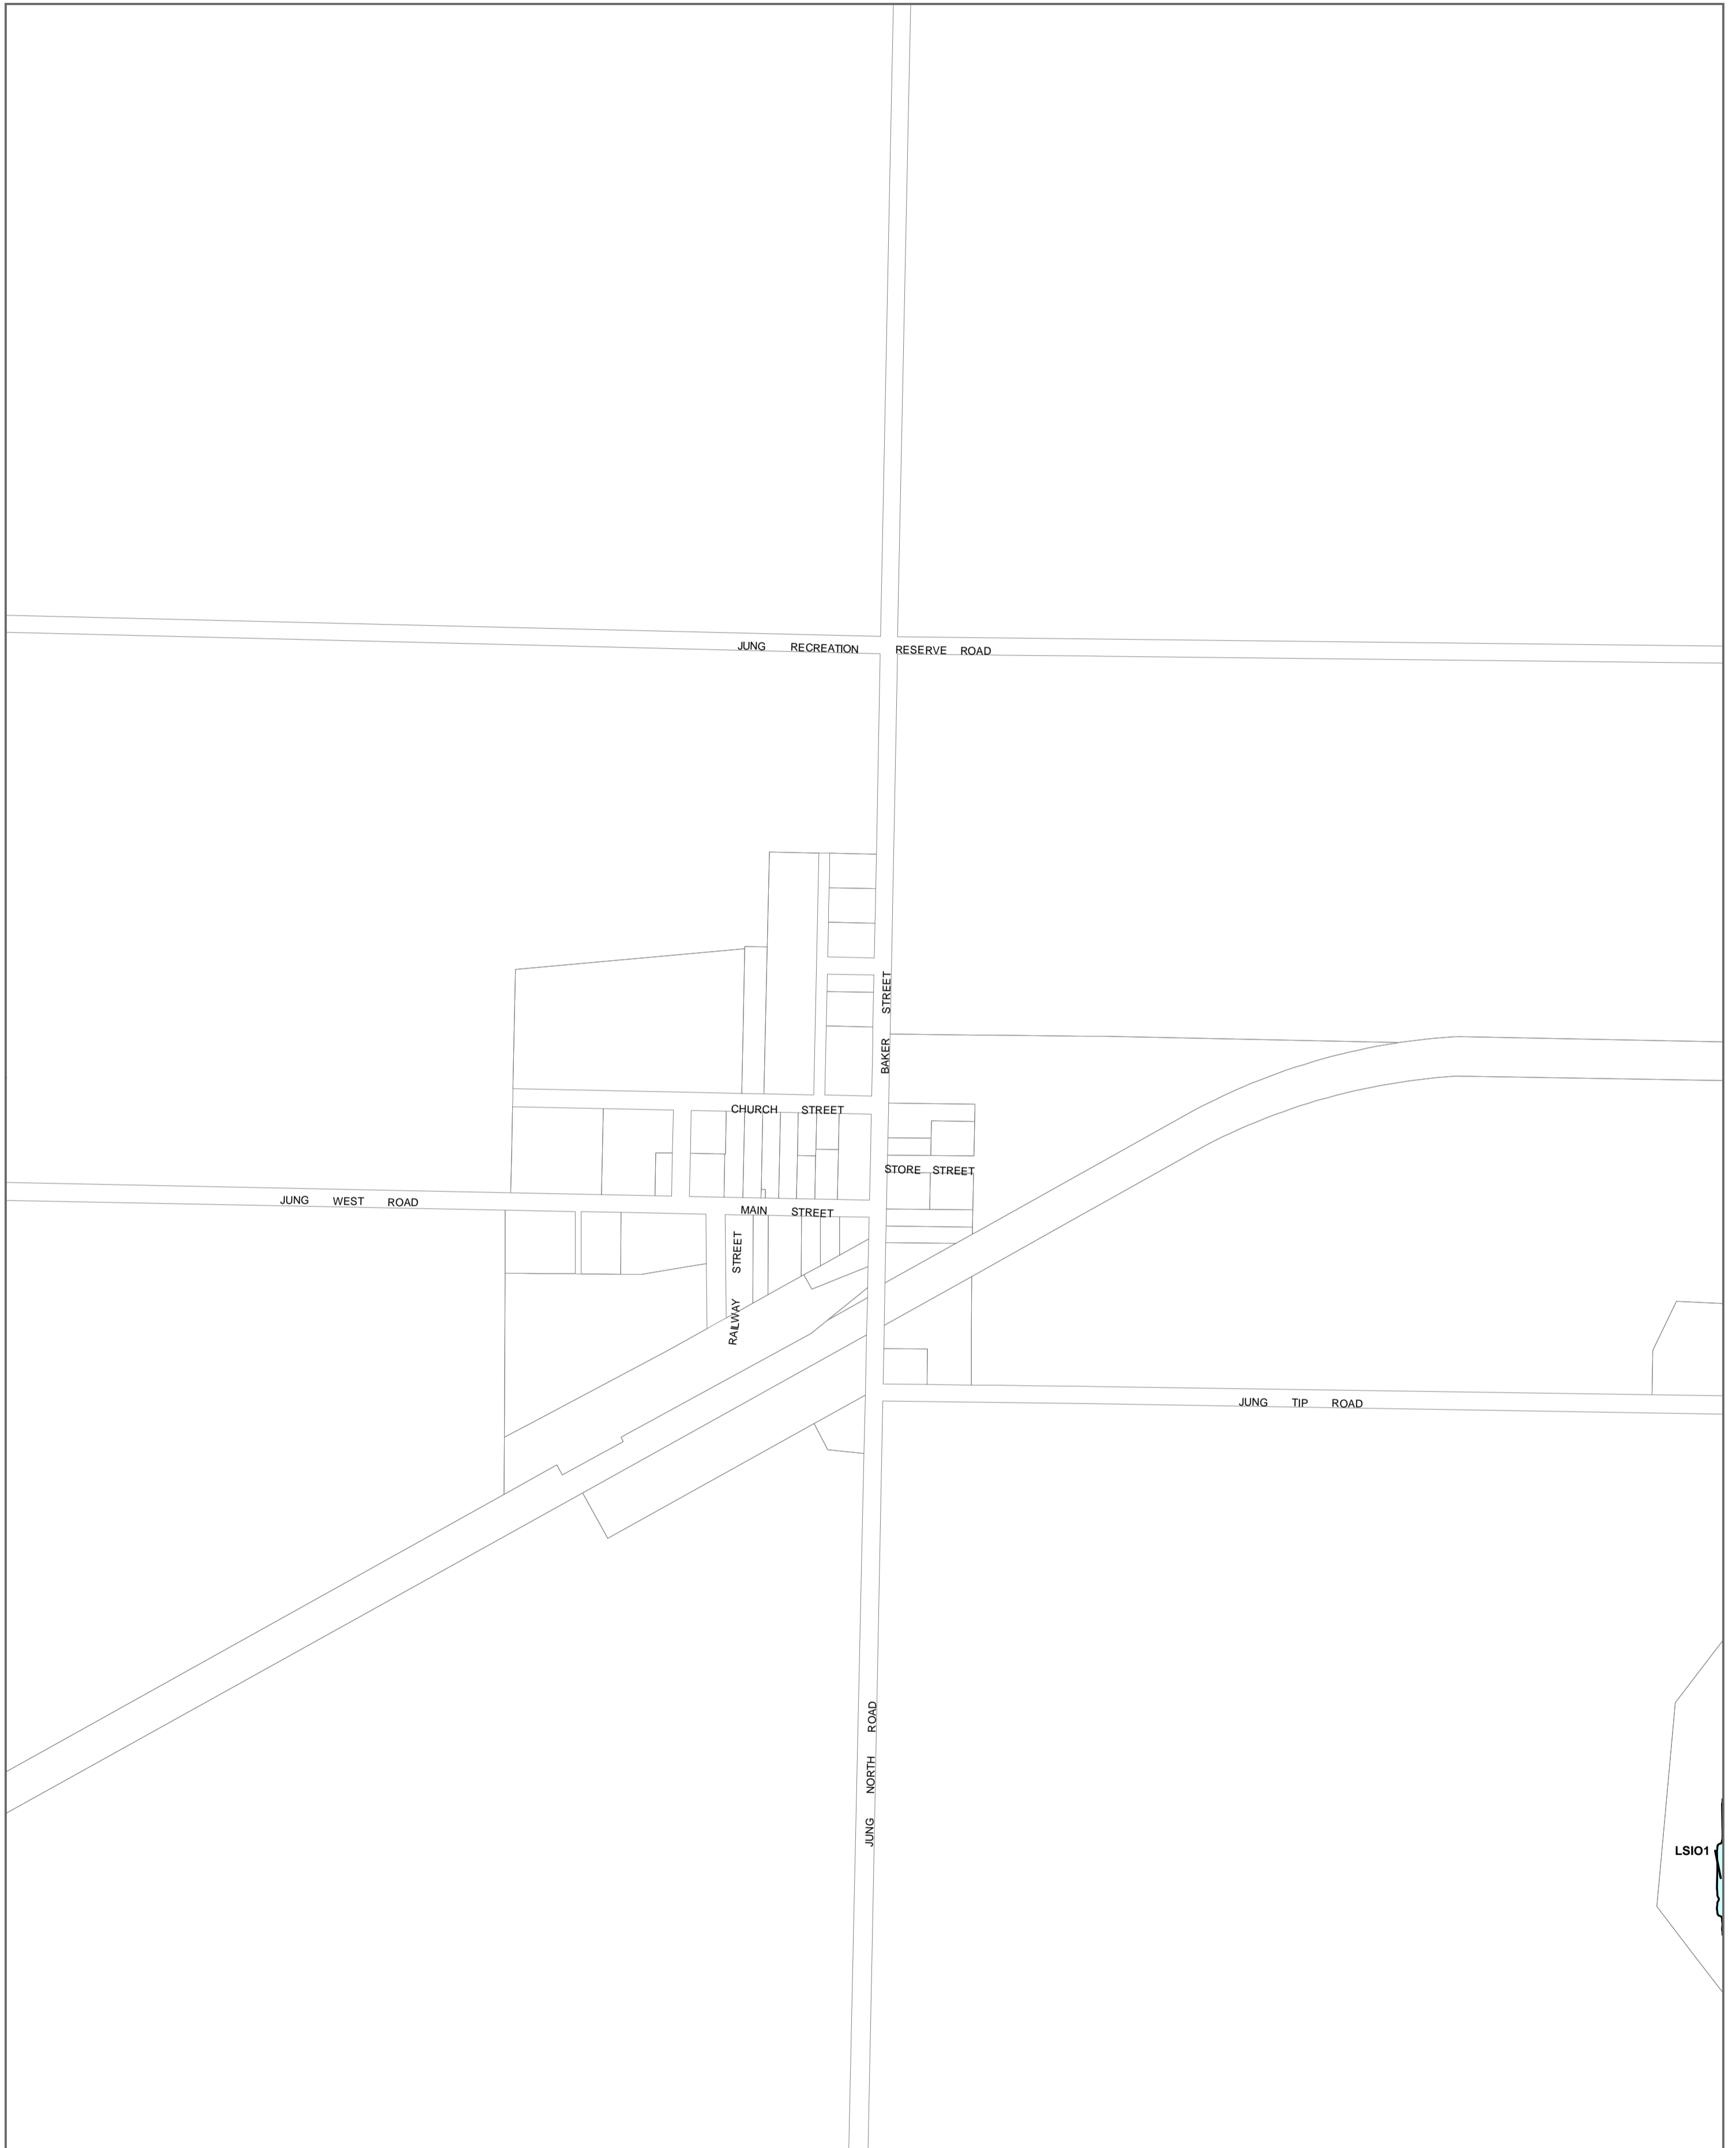 JUNG RECREATION RESERVE ROAD
BAKER STREET
CHURCH STREET
STORE STREET
JUNG WEST ROAD
MAIN STREET
RAILWAY STREET
JUNG TIP ROAD
JUNG NORTH ROAD
LSIO1